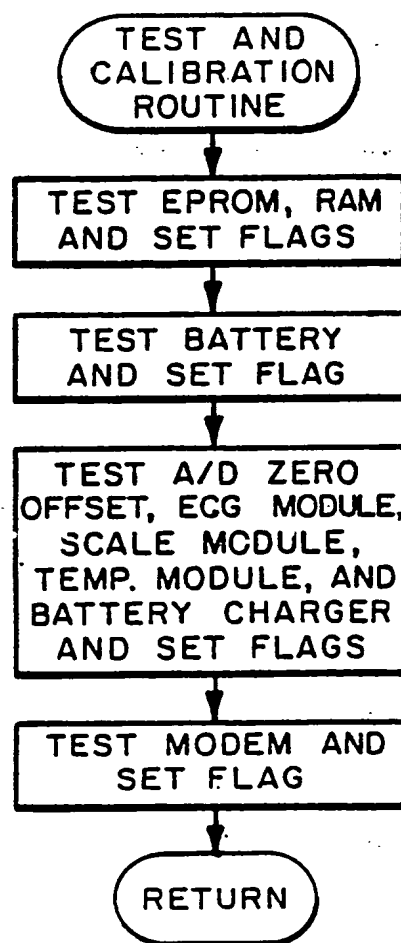 TEST AND
CALIBRATION
ROUTINE
TEST EPROM, RAM
AND SET FLAGS
TEST BATTERY
AND SET FLAG
TEST A/D ZERO
OFFSET, ECG MODULE,
SCALE MODULE,
TEMP. MODULE, AND
BATTERY CHARGER
AND SET FLAGS
TEST MODEM AND
SET FLAG
RETURN